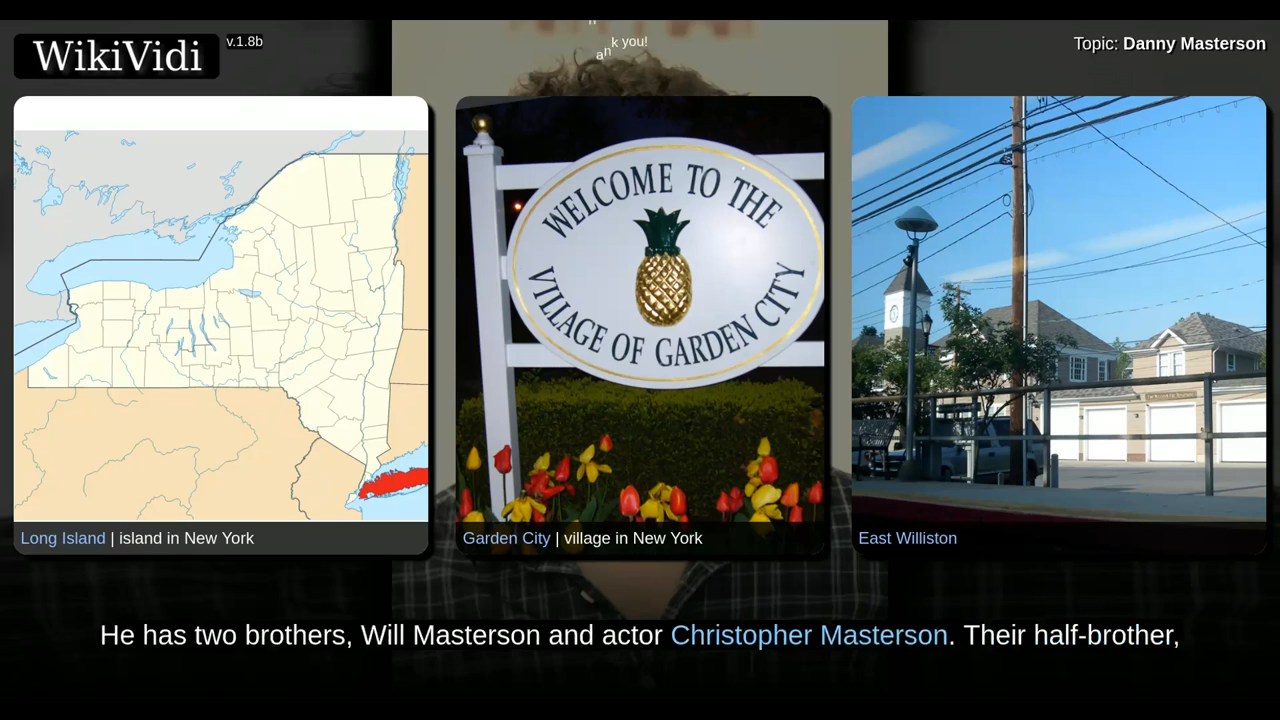 WikiVidi
v.1.8b
ank you!
Topic: Danny Masterson
WELCOME TO THE
VILLAGE OF GARDEN CITY
Long Island | island in New York
Garden City | village in New York
East Williston
He has two brothers, Will Masterson and actor Christopher Masterson. Their half-brother,